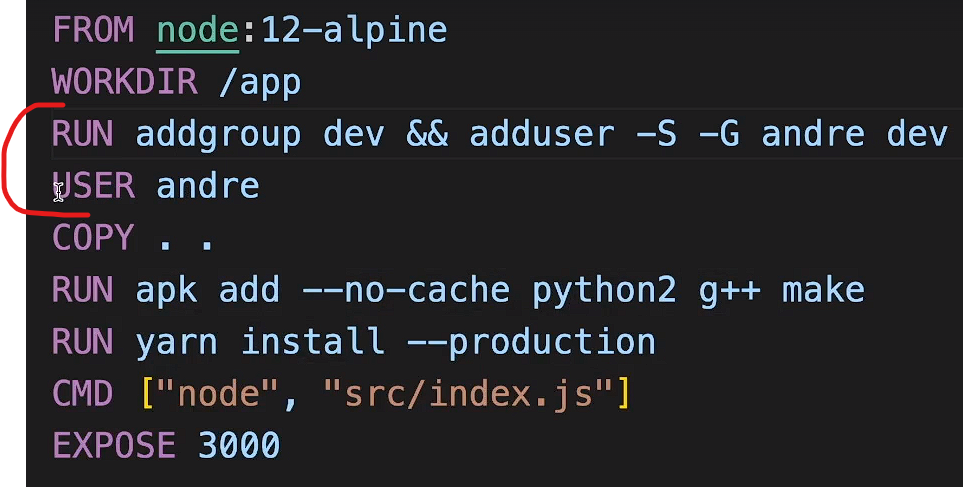 FROM node:12-alpine
WORKDIR /app
RUN addgroup dev && adduser -S -G andre dev
USER andre
COPY . .
RUN apk add --no-cache python2 g++ make
RUN yarn install --production
CMD ["node", "src/index.js"]
EXPOSE 3000